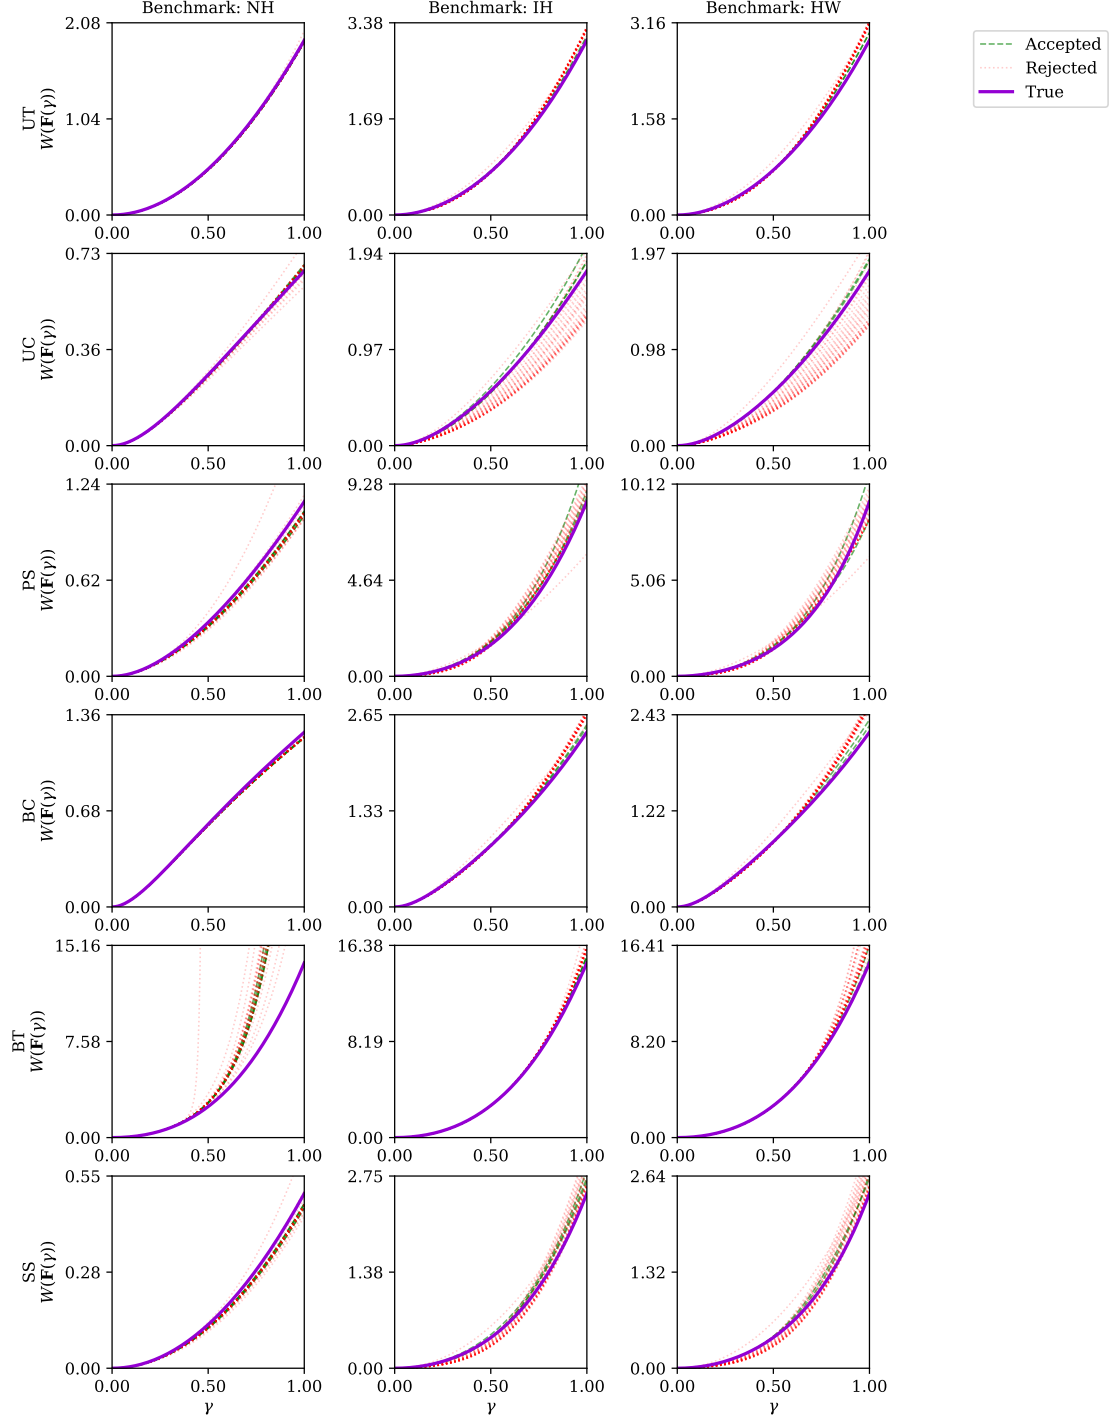 Benchmark: NH
Benchmark: IH
Benchmark: HW
Accepted
Rejected
True
UT
W(F(γ))
2.08
1.04
0.00
0.00 0.50 1.00
3.38
1.69
0.00
0.00 0.50 1.00
3.16
1.58
0.00
0.00 0.50 1.00
UC
W(F(γ))
0.73
0.36
0.00
0.00 0.50 1.00
1.94
0.97
0.00
0.00 0.50 1.00
1.97
0.98
0.00
0.00 0.50 1.00
PS
W(F(γ))
1.24
0.62
0.00
0.00 0.50 1.00
9.28
4.64
0.00
0.00 0.50 1.00
10.12
5.06
0.00
0.00 0.50 1.00
BC
W(F(γ))
1.36
0.68
0.00
0.00 0.50 1.00
2.65
1.33
0.00
0.00 0.50 1.00
2.43
1.22
0.00
0.00 0.50 1.00
BT
W(F(γ))
15.16
7.58
0.00
0.00 0.50 1.00
16.38
8.19
0.00
0.00 0.50 1.00
16.41
8.20
0.00
0.00 0.50 1.00
SS
W(F(γ))
0.55
0.28
0.00
0.00 0.50 1.00
γ
2.75
1.38
0.00
0.00 0.50 1.00
γ
2.64
1.32
0.00
0.00 0.50 1.00
γ